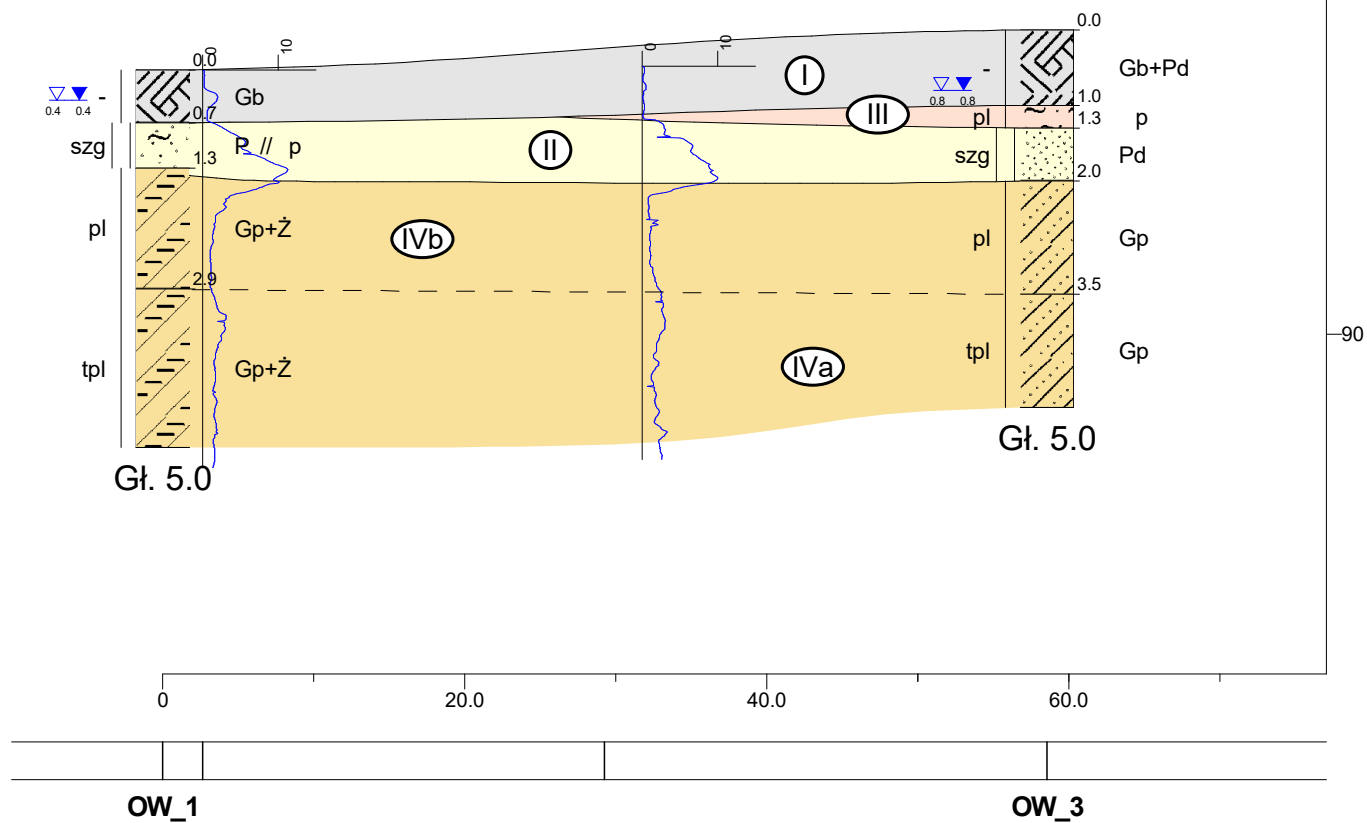 0.0
0
10
0.0
0
10
I
-
Gb+Pd
-
0.4 0.4
Gb
0.8 0.8
1.0
0.7
III
pl
1.3
p
szg
P // p
II
szg
Pd
1.3
2.0
pl
Gp+Ż
IVb
pl
Gp
2.9
3.5
90
tpl
Gp+Ż
IVa
tpl
Gp
Gł. 5.0
Gł. 5.0
0 20.0 40.0 60.0
OW_1 OW_3